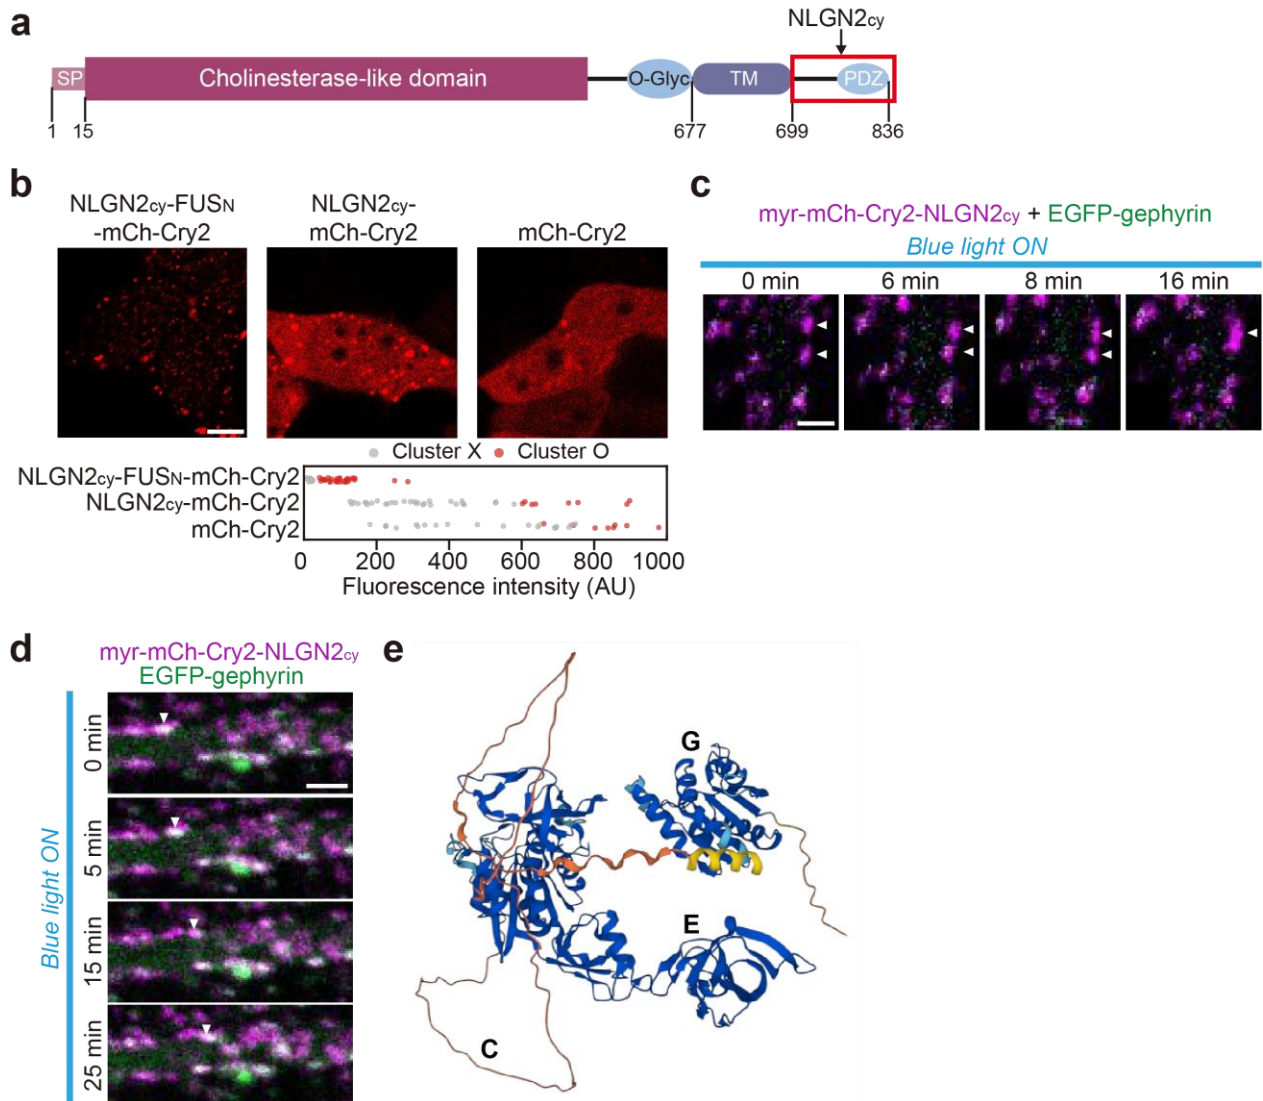 a
NLGN2cy
SP
Cholinesterase-like domain
O-Glyc
TM
PDZ
1
15
677
699
836
b
NLGN2cy-FUSN
-mCh-Cry2
NLGN2cy-
mCh-Cry2
mCh-Cry2
Cluster X
Cluster O
NLGN2cy-FUSN-mCh-Cry2
NLGN2cy-mCh-Cry2
mCh-Cry2
0 200 400 600 800 1000
Fluorescence intensity (AU)
c
myr-mCh-Cry2-NLGN2cy + EGFP-gephyrin
Blue light ON
0 min 6 min 8 min 16 min
d
myr-mCh-Cry2-NLGN2cy
EGFP-gephyrin
Blue light ON
0 min
5 min
15 min
25 min
e
G
E
C